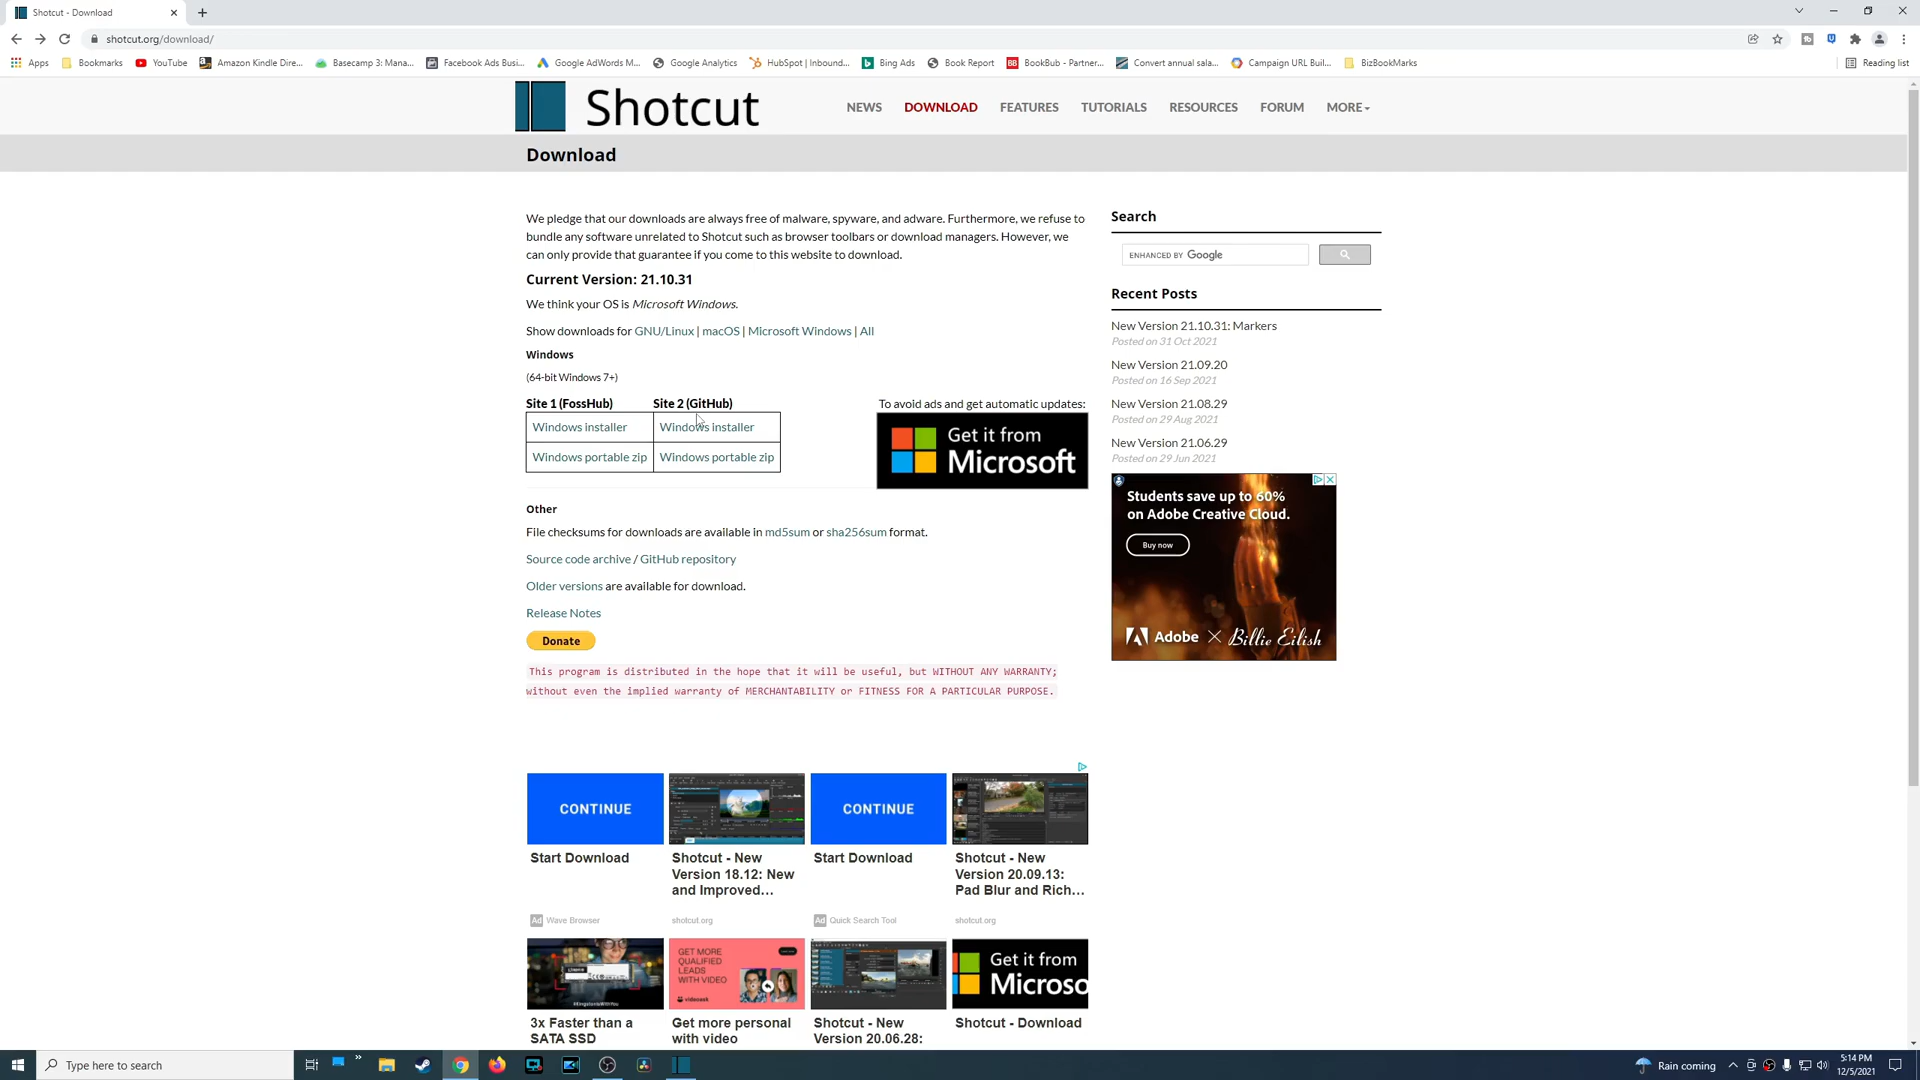 Shotcut - Download
shotcut.org/download/
Apps
Bookmarks
YouTube
Amazon Kindle Dire...
Basecamp 3: Mana...
Facebook Ads Busi...
Google AdWords M...
Google Analytics
HubSpot | Inbound...
Bing Ads
Book Report
BookBub - Partner...
Convert annual sala...
Campaign URL Buil...
BizBookMarks
Reading list
Shotcut
NEWS
DOWNLOAD
FEATURES
TUTORIALS
RESOURCES
FORUM
MORE
Download
We pledge that our downloads are always free of malware, spyware, and adware. Furthermore, we refuse to
bundle any software unrelated to Shotcut such as browser toolbars or download managers. However, we
can only provide that guarantee if you come to this website to download.
Current Version: 21.10.31
We think your OS is Microsoft Windows.
Show downloads for GNU/Linux | macOS | Microsoft Windows | All
Windows
(64-bit Windows 7+)
Site 1 (FossHub)
Site 2 (GitHub)
Windows installer
Windows installer
Windows portable zip
Windows portable zip
To avoid ads and get automatic updates:
Get it from
Microsoft
Other
File checksums for downloads are available in md5sum or sha256sum format.
Source code archive / GitHub repository
Older versions are available for download.
Release Notes
Donate
This program is distributed in the hope that it will be useful, but WITHOUT ANY WARRANTY;
without even the implied warranty of MERCHANTABILITY or FITNESS FOR A PARTICULAR PURPOSE.
Search
ENHANCED BY Google
Recent Posts
New Version 21.10.31: Markers
Posted on 31 Oct 2021
New Version 21.09.20
Posted on 16 Sep 2021
New Version 21.08.29
Posted on 29 Aug 2021
New Version 21.06.29
Posted on 29 Jun 2021
Students save up to 60%
on Adobe Creative Cloud.
Buy now
Adobe × Billie Eilish
CONTINUE
Start Download
Ad Wave Browser
Shotcut - New
Version 18.12: New
and Improved...
shotcut.org
CONTINUE
Start Download
Ad Quick Search Tool
Shotcut - New
Version 20.09.13:
Pad Blur and Rich...
shotcut.org
3x Faster than a
SATA SSD
GET MORE
QUALIFIED
LEADS
WITH VIDEO
videoask
Get more personal
with video
Shotcut - New
Version 20.06.28:
Get it from
Microso
Shotcut - Download
Type here to search
Rain coming
5:14 PM
12/5/2021